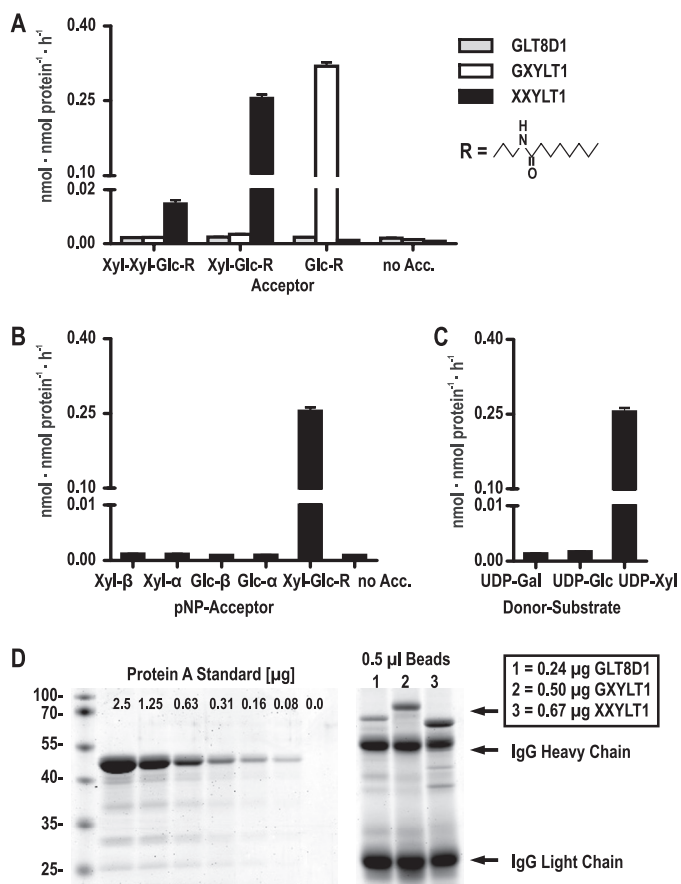 A
nmol · nmol protein⁻¹ · h⁻¹
0.40
0.25
0.10
0.02
0.00
Xyl-Xyl-Glc-R
Xyl-Glc-R
Glc-R
no Acc.
Acceptor
GLT8D1
GXYLT1
XXYLT1
R =
H
N
O
B
nmol · nmol protein⁻¹ · h⁻¹
0.40
0.25
0.10
0.01
0.00
Xyl-β
Xyl-α
Glc-β
Glc-α
Xyl-Glc-R
no Acc.
pNP-Acceptor
C
nmol · nmol protein⁻¹ · h⁻¹
0.40
0.25
0.10
0.01
0.00
UDP-Gal
UDP-Glc
UDP-Xyl
Donor-Substrate
D
Protein A Standard [µg]
2.5 1.25 0.63 0.31 0.16 0.08 0.0
100-
70-
55-
40-
35-
25-
0.5 µl Beads
1 2 3
1 = 0.24 µg GLT8D1
2 = 0.50 µg GXYLT1
3 = 0.67 µg XXYLT1
IgG Heavy Chain
IgG Light Chain